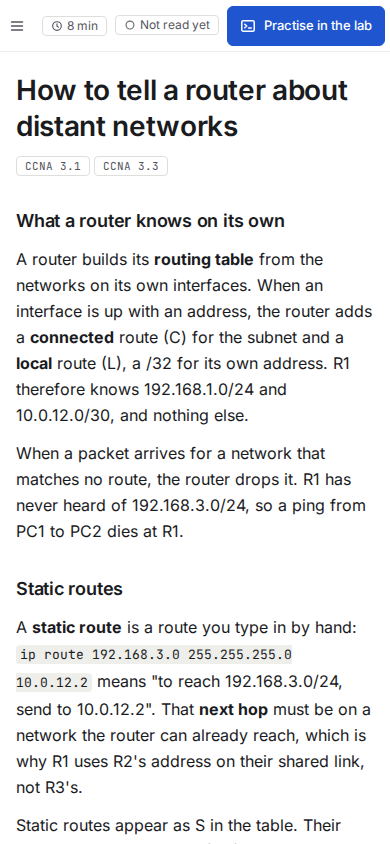 8 min
Not read yet
Practise in the lab
How to tell a router about
distant networks
CCNA 3.1
CCNA 3.3
What a router knows on its own
A router builds its routing table from the
networks on its own interfaces. When an
interface is up with an address, the router adds
a connected route (C) for the subnet and a
local route (L), a /32 for its own address. R1
therefore knows 192.168.1.0/24 and
10.0.12.0/30, and nothing else.
When a packet arrives for a network that
matches no route, the router drops it. R1 has
never heard of 192.168.3.0/24, so a ping from
PC1 to PC2 dies at R1.
Static routes
A static route is a route you type in by hand:
ip route 192.168.3.0 255.255.255.0
10.0.12.2 means "to reach 192.168.3.0/24,
send to 10.0.12.2". That next hop must be on a
network the router can already reach, which is
why R1 uses R2's address on their shared link,
not R3's.
Static routes appear as S in the table. Their